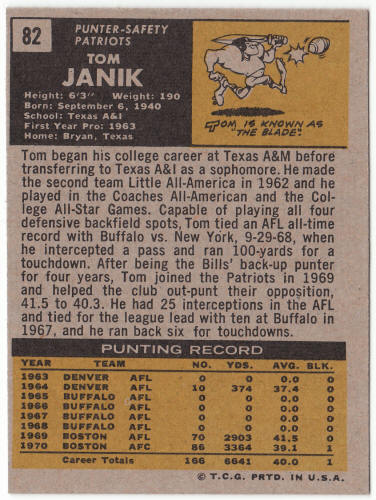 82
PUNTER-SAFETY
PATRIOTS
TOM
JANIK
Height: 6'3" Weight: 190
Born: September 6, 1940
School: Texas A&I
First Year Pro: 1963
Home: Bryan, Texas
TOM IS KNOWN AS
"THE BLADE"
Tom began his college career at Texas A&M before
transferring to Texas A&I as a sophomore. He made
the second team Little All-America in 1962 and he
played in the Coaches All-American and the Col-
lege All-Star Games. Capable of playing all four
defensive backfield spots, Tom tied an AFL all-time
record with Buffalo vs. New York, 9-29-68, when
he intercepted a pass and ran 100-yards for a
touchdown. After being the Bills' back-up punter
for four years, Tom joined the Patriots in 1969
and helped the club out-punt their opposition,
41.5 to 40.3. He had 25 interceptions in the AFL
and tied for the league lead with ten at Buffalo in
1967, and he ran back six for touchdowns.
PUNTING RECORD
YEAR TEAM NO. YDS. AVG. BLK.
1963 DENVER AFL 0 0 0.0 0
1964 DENVER AFL 10 374 37.4 0
1965 BUFFALO AFL 0 0 0.0 0
1966 BUFFALO AFL 0 0 0.0 0
1967 BUFFALO AFL 0 0 0.0 0
1968 BUFFALO AFL 0 0 0.0 0
1969 BOSTON AFL 70 2903 41.5 0
1970 BOSTON AFC 86 3364 39.1 1
Career Totals 166 6641 40.0 1
© T.C.G. PRTD. IN U.S.A.